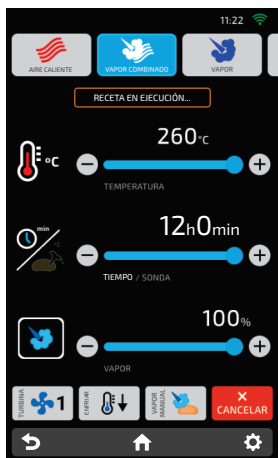 11:22
AIRE CALIENTE
VAPOR COMBINADO
VAPOR
RECETA EN EJECUCIÓN...
260°C
°C
TEMPERATURA
min
12h0min
°C
TIEMPO / SONDA
100%
VAPOR
TURBINA
1
ENFRIAR
VAPOR MANUAL
X
CANCELAR